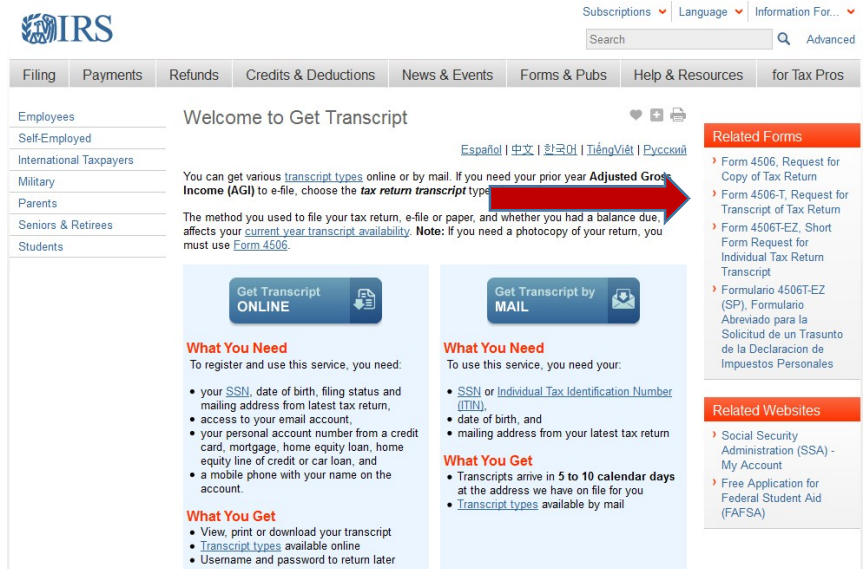 Subscriptions Language Information For...
IRS
Search Advanced
Filing Payments Refunds Credits & Deductions News & Events Forms & Pubs Help & Resources for Tax Pros
Employees
Self-Employed
International Taxpayers
Military
Parents
Seniors & Retirees
Students
Welcome to Get Transcript
Español | 中文 | 한국어 | TiếngViệt | Русский
You can get various transcript types online or by mail. If you need your prior year Adjusted Gross
Income (AGI) to e-file, choose the tax return transcript type
The method you used to file your tax return, e-file or paper, and whether you had a balance due,
affects your current year transcript availability. Note: If you need a photocopy of your return, you
must use Form 4506.
Get Transcript
ONLINE
What You Need
To register and use this service, you need:
• your SSN, date of birth, filing status and
mailing address from latest tax return,
• access to your email account,
• your personal account number from a credit
card, mortgage, home equity loan, home
equity line of credit or car loan, and
• a mobile phone with your name on the
account.
What You Get
• View, print or download your transcript
• Transcript types available online
• Username and password to return later
Get Transcript by
MAIL
What You Need
To use this service, you need your:
• SSN or Individual Tax Identification Number
(ITIN),
• date of birth, and
• mailing address from your latest tax return
What You Get
• Transcripts arrive in 5 to 10 calendar days
at the address we have on file for you
• Transcript types available by mail
Related Forms
Form 4506, Request for
Copy of Tax Return
Form 4506-T, Request for
Transcript of Tax Return
Form 4506T-EZ, Short
Form Request for
Individual Tax Return
Transcript
Formulario 4506T-EZ
(SP), Formulario
Abreviado para la
Solicitud de un Trasunto
de la Declaracion de
Impuestos Personales
Related Websites
Social Security
Administration (SSA) -
My Account
Free Application for
Federal Student Aid
(FAFSA)